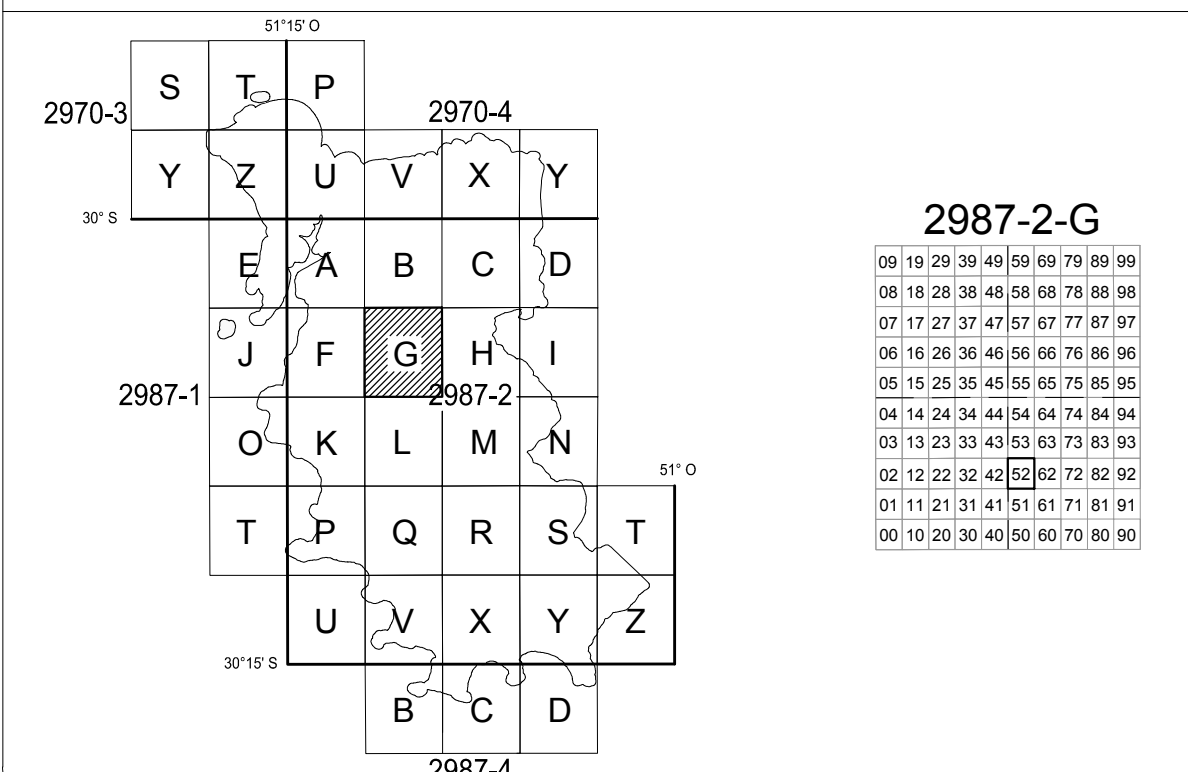 51°15' O
S T P
2970-3 2970-4
Y Z U V X Y
30° S
E A B C D
J F G H I
2987-1 2987-2
O K L M N
51° O
T P Q R S T
U V X Y Z
30°15' S
B C D
2987-4
2987-2-G
09 19 29 39 49 59 69 79 89 99
08 18 28 38 48 58 68 78 88 98
07 17 27 37 47 57 67 77 87 97
06 16 26 36 46 56 66 76 86 96
05 15 25 35 45 55 65 75 85 95
04 14 24 34 44 54 64 74 84 94
03 13 23 33 43 53 63 73 83 93
02 12 22 32 42 52 62 72 82 92
01 11 21 31 41 51 61 71 81 91
00 10 20 30 40 50 60 70 80 90